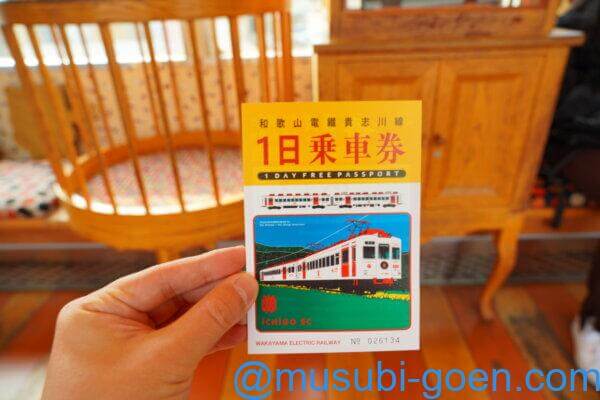 和歌山電鐵貴志川線
1日乗車券
1 DAY FREE PASSPORT
ICHIGO EC
WAKAYAMA ELECTRIC RAILWAY
№ 026134
@musubi-goen.com